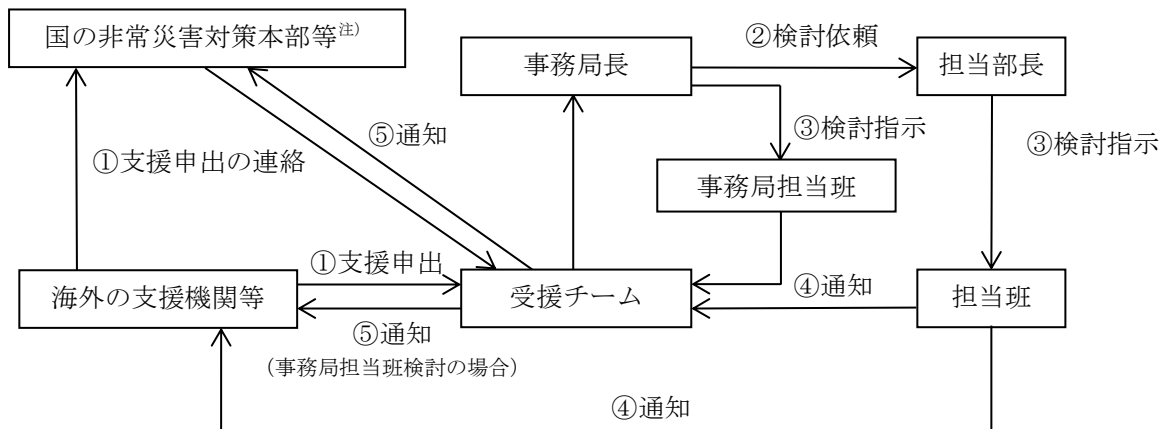 国の非常災害対策本部等注）
②検討依頼
事務局長
担当部長
⑤通知
③検討指示
③検討指示
①支援申出の連絡
事務局担当班
①支援申出
④通知
海外の支援機関等
受援チーム
担当班
⑤通知
（事務局担当班検討の場合）
④通知